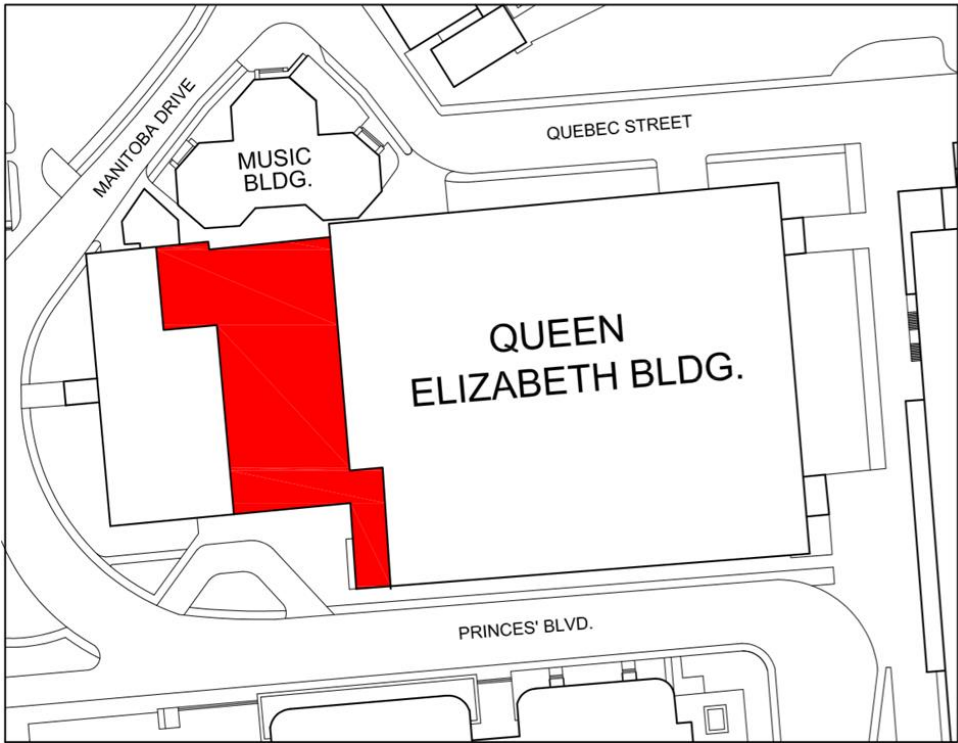 MANITOBA DRIVE
QUEBEC STREET
MUSIC
BLDG.
QUEEN
ELIZABETH BLDG.
PRINCES' BLVD.